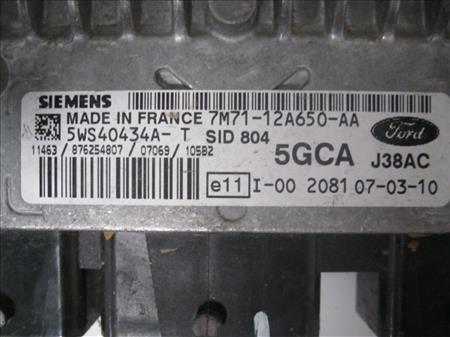 SIEMENS
MADE IN FRANCE 7M71-12A650-AA
5WS40434A- T SID 804
11463/ 876254807 /07069/ 105B2
5GCA J38AC
Ford
e11 I-00 2081 07-03-10